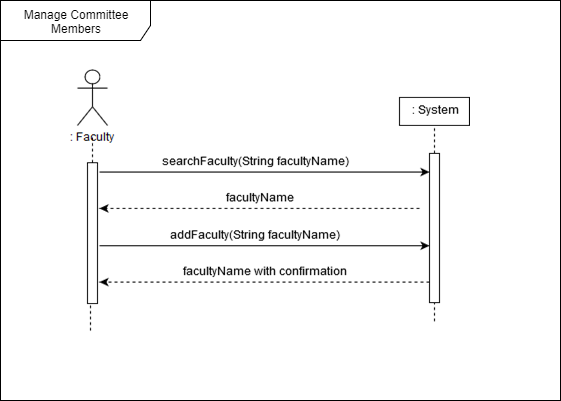 Manage Committee
Members
: Faculty
: System
searchFaculty(String facultyName)
facultyName
addFaculty(String facultyName)
facultyName with confirmation